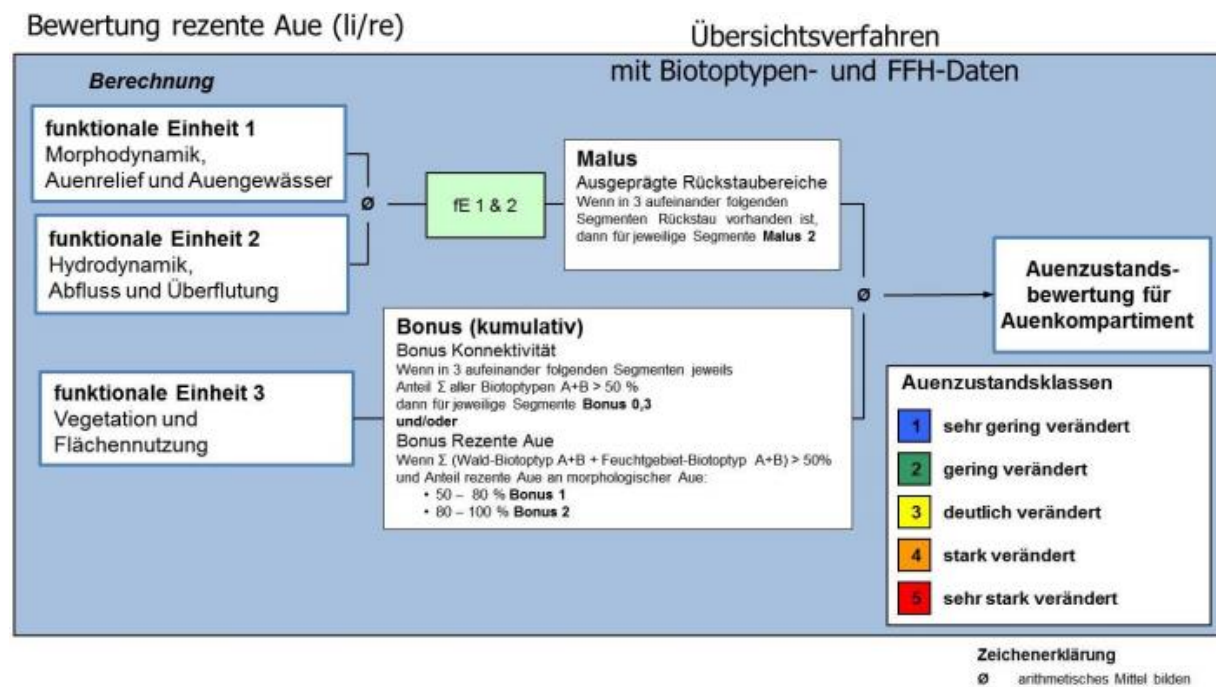 Bewertung rezente Aue (li/re)
Übersichtsverfahren
mit Biotoptypen- und FFH-Daten
Berechnung
funktionale Einheit 1
Morphodynamik,
Auenrelief und Auengewässer
funktionale Einheit 2
Hydrodynamik,
Abfluss und Überflutung
Ø
fE 1 & 2
Malus
Ausgeprägte Rückstaubereiche
Wenn in 3 aufeinander folgenden
Segmenten Rückstau vorhanden ist,
dann für jeweilige Segmente Malus 2
funktionale Einheit 3
Vegetation und
Flächennutzung
Bonus (kumulativ)
Bonus Konnektivität
Wenn in 3 aufeinander folgenden Segmenten jeweils
Anteil Σ aller Biotoptypen A+B > 50 %
dann für jeweilige Segmente Bonus 0,3
und/oder
Bonus Rezente Aue
Wenn Σ (Wald-Biotoptyp A+B + Feuchtgebiet-Biotoptyp A+B) > 50%
und Anteil rezente Aue an morphologischer Aue:
• 50 – 80 % Bonus 1
• 80 – 100 % Bonus 2
Ø
Auenzustands-
bewertung für
Auenkompartiment
Auenzustandsklassen
1 sehr gering verändert
2 gering verändert
3 deutlich verändert
4 stark verändert
5 sehr stark verändert
Zeichenerklärung
Ø arithmetisches Mittel bilden